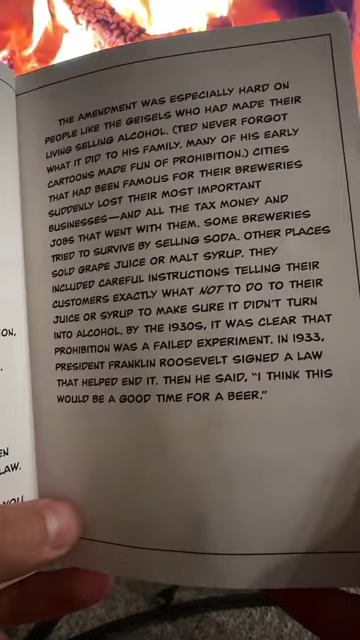 THE AMENDMENT WAS ESPECIALLY HARD ON
PEOPLE LIKE THE GEISELS WHO HAD MADE THEIR
LIVING SELLING ALCOHOL. (TED NEVER FORGOT
WHAT IT DID TO HIS FAMILY. MANY OF HIS EARLY
CARTOONS MADE FUN OF PROHIBITION.) CITIES
THAT HAD BEEN FAMOUS FOR THEIR BREWERIES
SUDDENLY LOST THEIR MOST IMPORTANT
BUSINESSES—AND ALL THE TAX MONEY AND
JOBS THAT WENT WITH THEM. SOME BREWERIES
TRIED TO SURVIVE BY SELLING SODA. OTHER PLACES
SOLD GRAPE JUICE OR MALT SYRUP. THEY
INCLUDED CAREFUL INSTRUCTIONS TELLING THEIR
CUSTOMERS EXACTLY WHAT NOT TO DO TO THEIR
JUICE OR SYRUP TO MAKE SURE IT DIDN'T TURN
INTO ALCOHOL. BY THE 1930S, IT WAS CLEAR THAT
PROHIBITION WAS A FAILED EXPERIMENT. IN 1933,
PRESIDENT FRANKLIN ROOSEVELT SIGNED A LAW
THAT HELPED END IT. THEN HE SAID, "I THINK THIS
WOULD BE A GOOD TIME FOR A BEER."
ON,
EN
LAW.
YOU